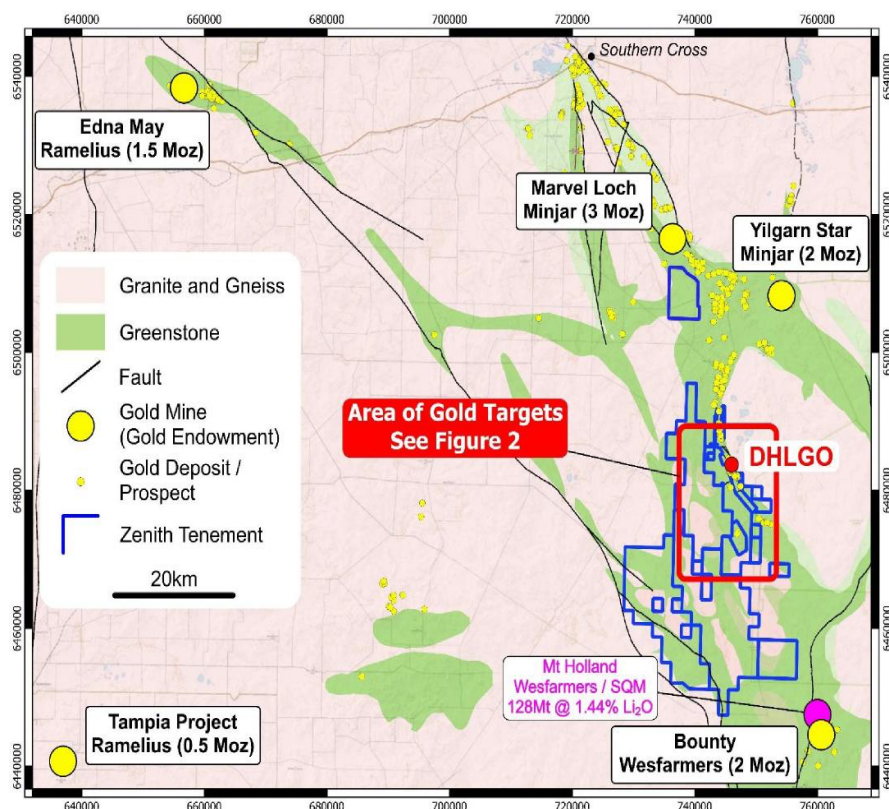 640000 660000 680000 700000 720000 740000 760000
6540000
6520000
6500000
6480000
6460000
6440000
6540000
6520000
6500000
6480000
6460000
6440000
Southern Cross
Edna May
Ramelius (1.5 Moz)
Marvel Loch
Minjar (3 Moz)
Yilgarn Star
Minjar (2 Moz)
Granite and Gneiss
Greenstone
Fault
Gold Mine
(Gold Endowment)
Gold Deposit /
Prospect
Zenith Tenement
20km
Area of Gold Targets
See Figure 2
DHLGO
Mt Holland
Wesfarmers / SQM
128Mt @ 1.44% Li₂O
Tampia Project
Ramelius (0.5 Moz)
Bounty
Wesfarmers (2 Moz)
640000 660000 680000 700000 720000 740000 760000